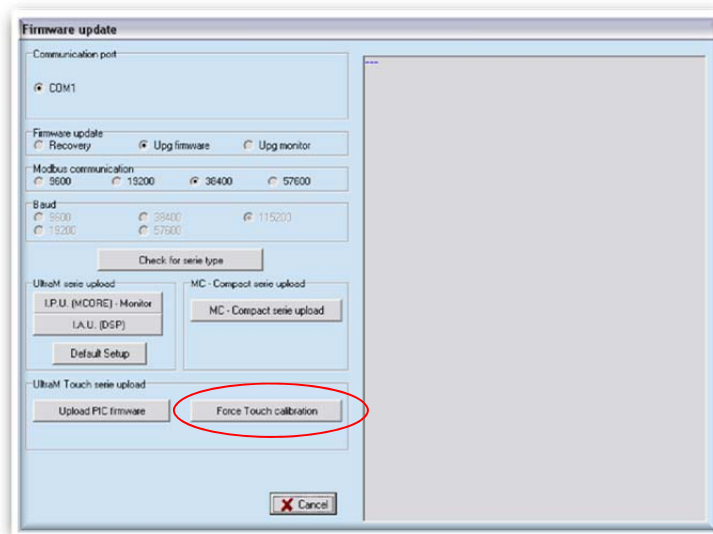 Firmware update
Communication port
COM1
---
Firmware update
Recovery Upg firmware Upg monitor
Modbus communication
9600 19200 38400 57600
Baud
9600 38400 115200
19200 57600
Check for serie type
UltraM serie upload
I.P.U. (MCORE) - Monitor
I.A.U. (DSP)
Default Setup
MC - Compact serie upload
MC - Compact serie upload
UltraM Touch serie upload
Upload PIC firmware Force Touch calibration
Cancel